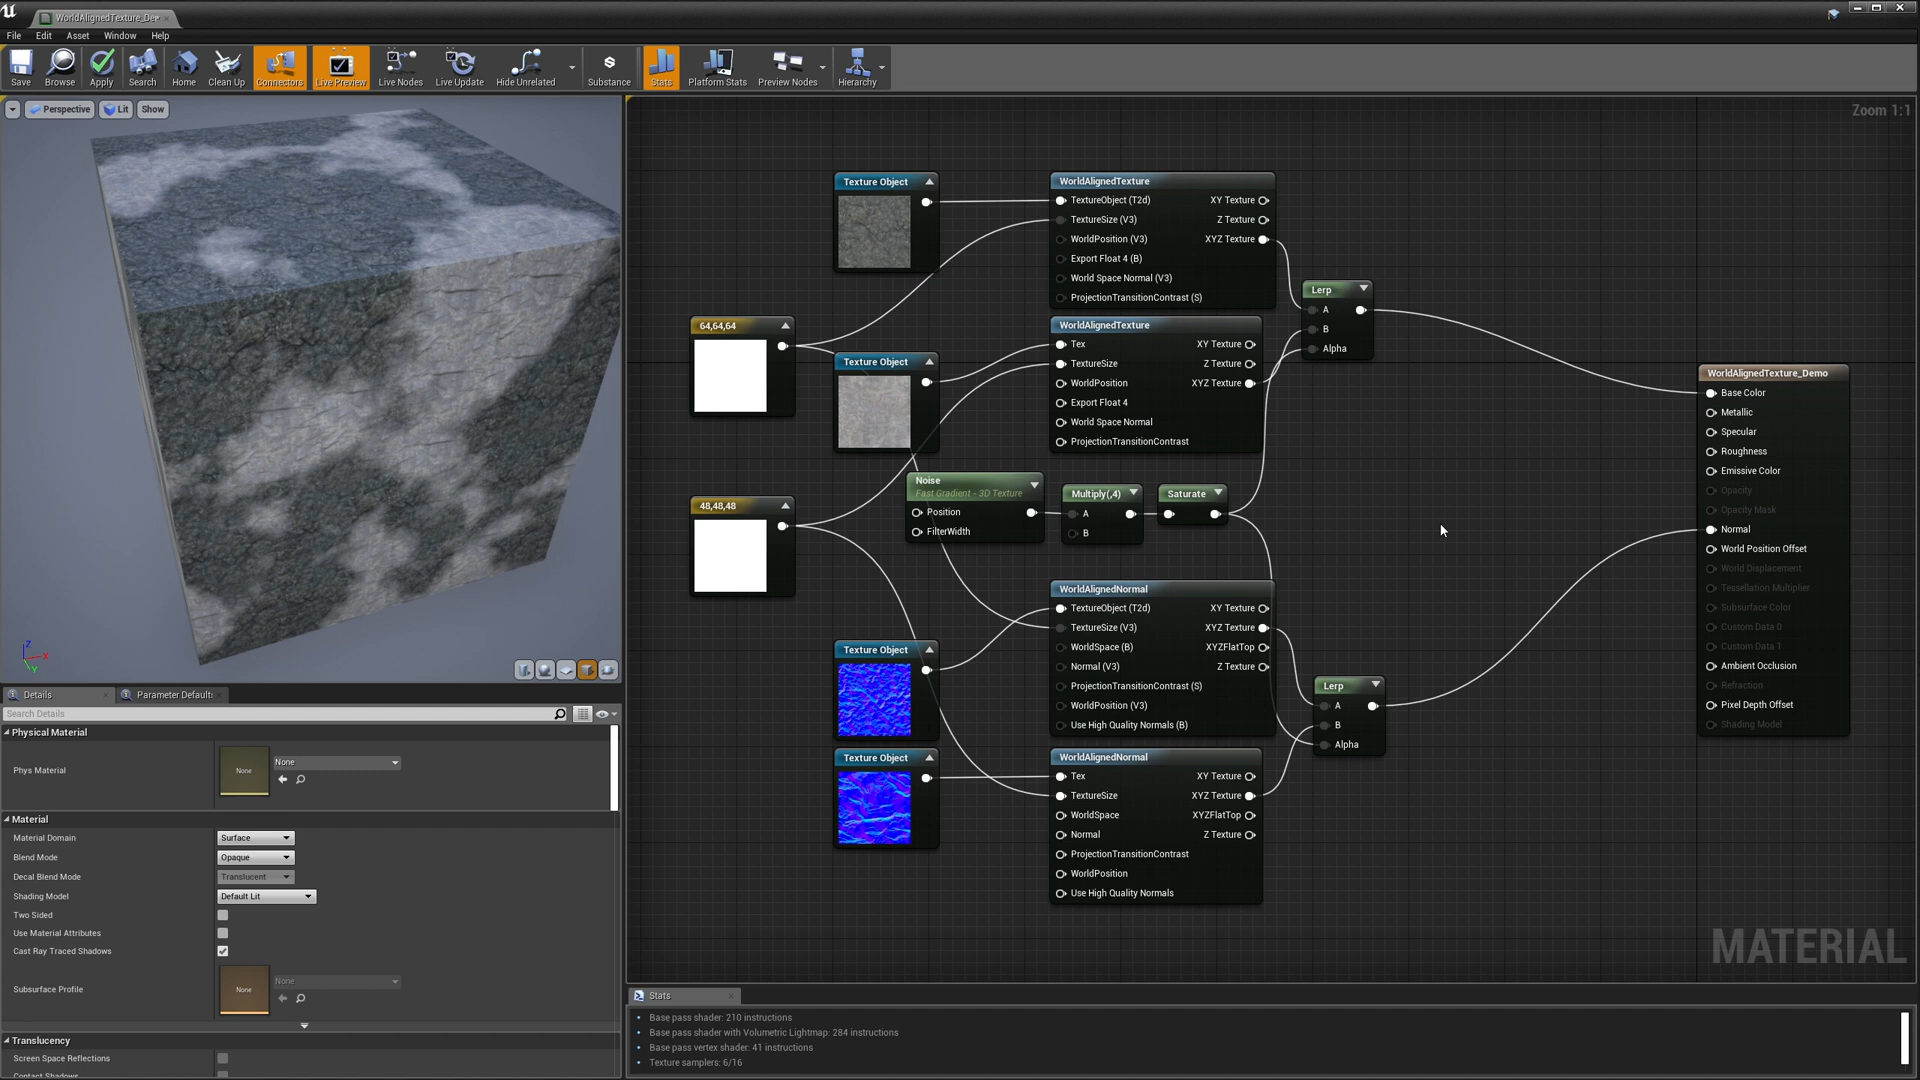 WorldAlignedTexture_De
File Edit Asset Window Help
Save Browse Apply Search Home Clean Up Connectors Live Preview Live Nodes Live Update Hide Unrelated Substance Stats Platform Stats Preview Nodes Hierarchy
Perspective Lit Show
Z X Y
Details Parameter Default
Search Details
Physical Material
Phys Material None None
Material
Material Domain Surface
Blend Mode Opaque
Decal Blend Mode Translucent
Shading Model Default Lit
Two Sided
Use Material Attributes
Cast Ray Traced Shadows
Subsurface Profile None None
Translucency
Screen Space Reflections
Contact Shadows
Zoom 1:1
Texture Object
WorldAlignedTexture
TextureObject (T2d) XY Texture
TextureSize (V3) Z Texture
WorldPosition (V3) XYZ Texture
Export Float 4 (B)
World Space Normal (V3)
ProjectionTransitionContrast (S)
64,64,64
Texture Object
WorldAlignedTexture
Tex XY Texture
TextureSize Z Texture
WorldPosition XYZ Texture
Export Float 4
World Space Normal
ProjectionTransitionContrast
Lerp
A
B
Alpha
48,48,48
Noise
Fast Gradient - 3D Texture
Position
FilterWidth
Multiply(,4)
A
B
Saturate
Texture Object
WorldAlignedNormal
TextureObject (T2d) XY Texture
TextureSize (V3) XYZ Texture
WorldSpace (B) XYZFlatTop
Normal (V3) Z Texture
ProjectionTransitionContrast (S)
WorldPosition (V3)
Use High Quality Normals (B)
Lerp
A
B
Alpha
Texture Object
WorldAlignedNormal
Tex XY Texture
TextureSize XYZ Texture
WorldSpace XYZFlatTop
Normal Z Texture
ProjectionTransitionContrast
WorldPosition
Use High Quality Normals
WorldAlignedTexture_Demo
Base Color
Metallic
Specular
Roughness
Emissive Color
Opacity
Opacity Mask
Normal
World Position Offset
World Displacement
Tessellation Multiplier
Subsurface Color
Custom Data 0
Custom Data 1
Ambient Occlusion
Refraction
Pixel Depth Offset
Shading Model
MATERIAL
Stats
Base pass shader: 210 instructions
Base pass shader with Volumetric Lightmap: 284 instructions
Base pass vertex shader: 41 instructions
Texture samplers: 6/16